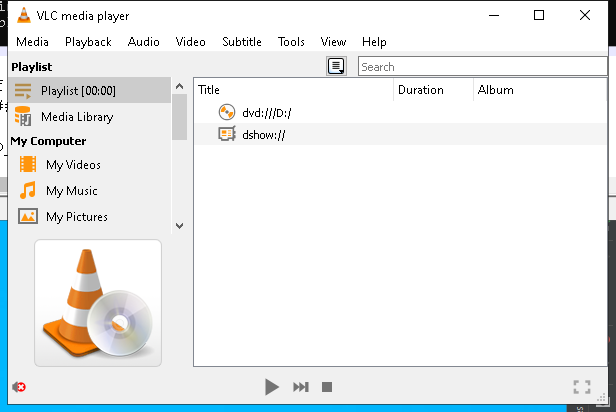 VLC media player
Media Playback Audio Video Subtitle Tools View Help
Playlist
Search
Playlist [00:00]
Media Library
My Computer
My Videos
My Music
My Pictures
Title Duration Album
dvd:///D:/
dshow://